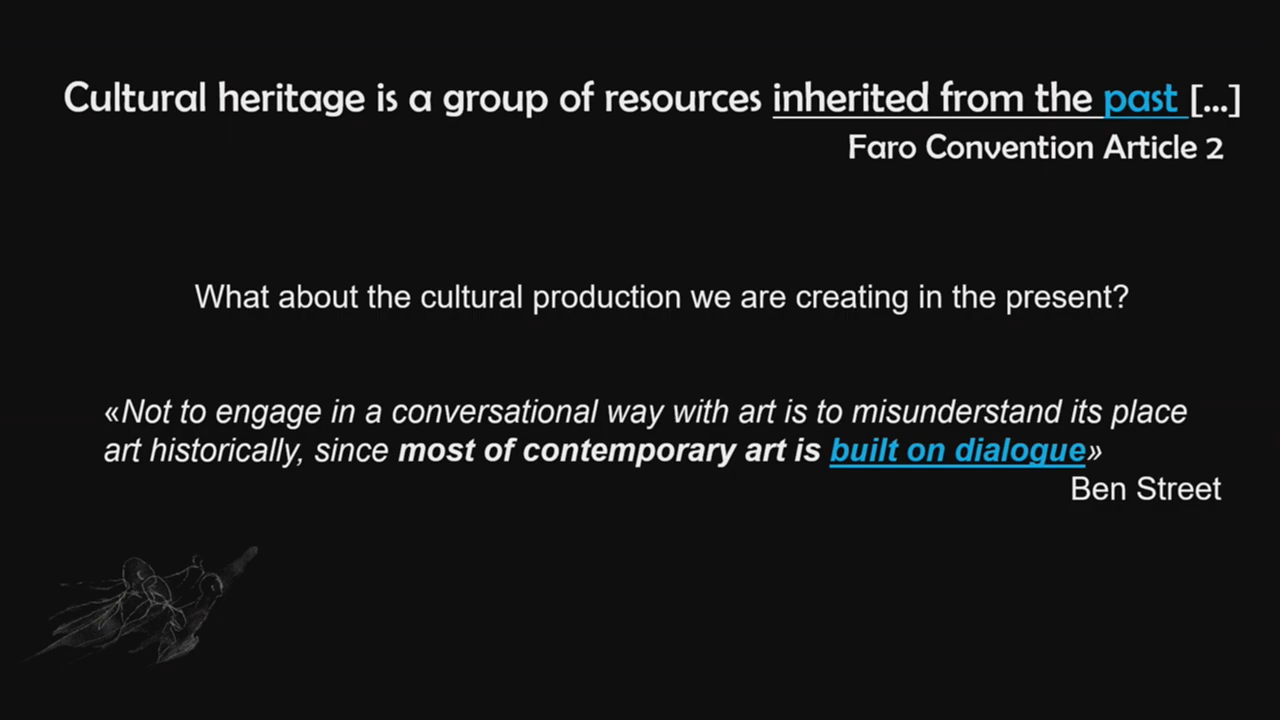 Cultural heritage is a group of resources inherited from the past [...]
Faro Convention Article 2
What about the cultural production we are creating in the present?
«Not to engage in a conversational way with art is to misunderstand its place
art historically, since most of contemporary art is built on dialogue»
Ben Street